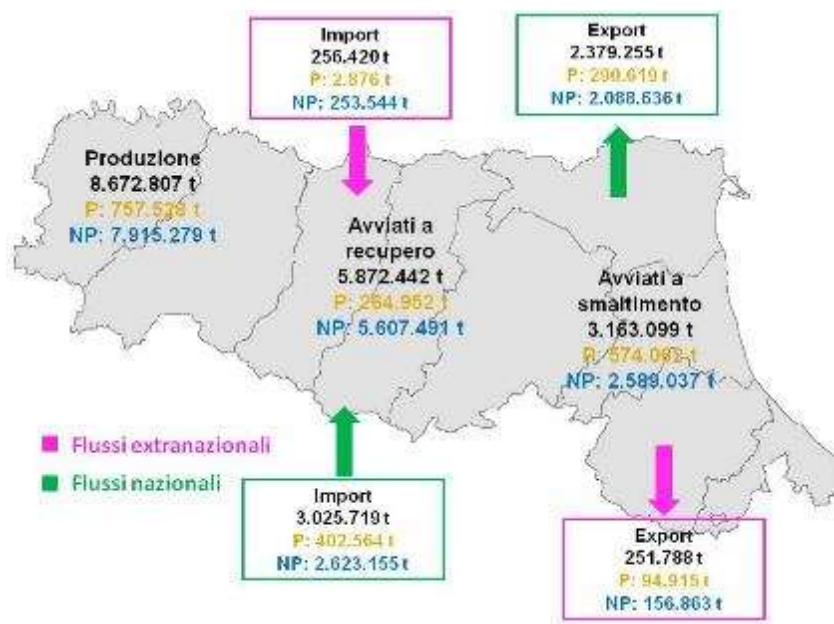 Import
256.420 t
P: 2.876 t
NP: 253.544 t
Export
2.379.255 t
P: 290.619 t
NP: 2.088.636 t
Produzione
8.672.807 t
P: 757.528 t
NP: 7.915.279 t
Avviati a
recupero
5.872.442 t
P: 264.952 t
NP: 5.607.491 t
Avviati a
smaltimento
3.163.099 t
P: 574.062 t
NP: 2.589.037 t
Flussi extranazionali
Flussi nazionali
Import
3.025.719 t
P: 402.564 t
NP: 2.623.155 t
Export
251.788 t
P: 94.915 t
NP: 156.863 t